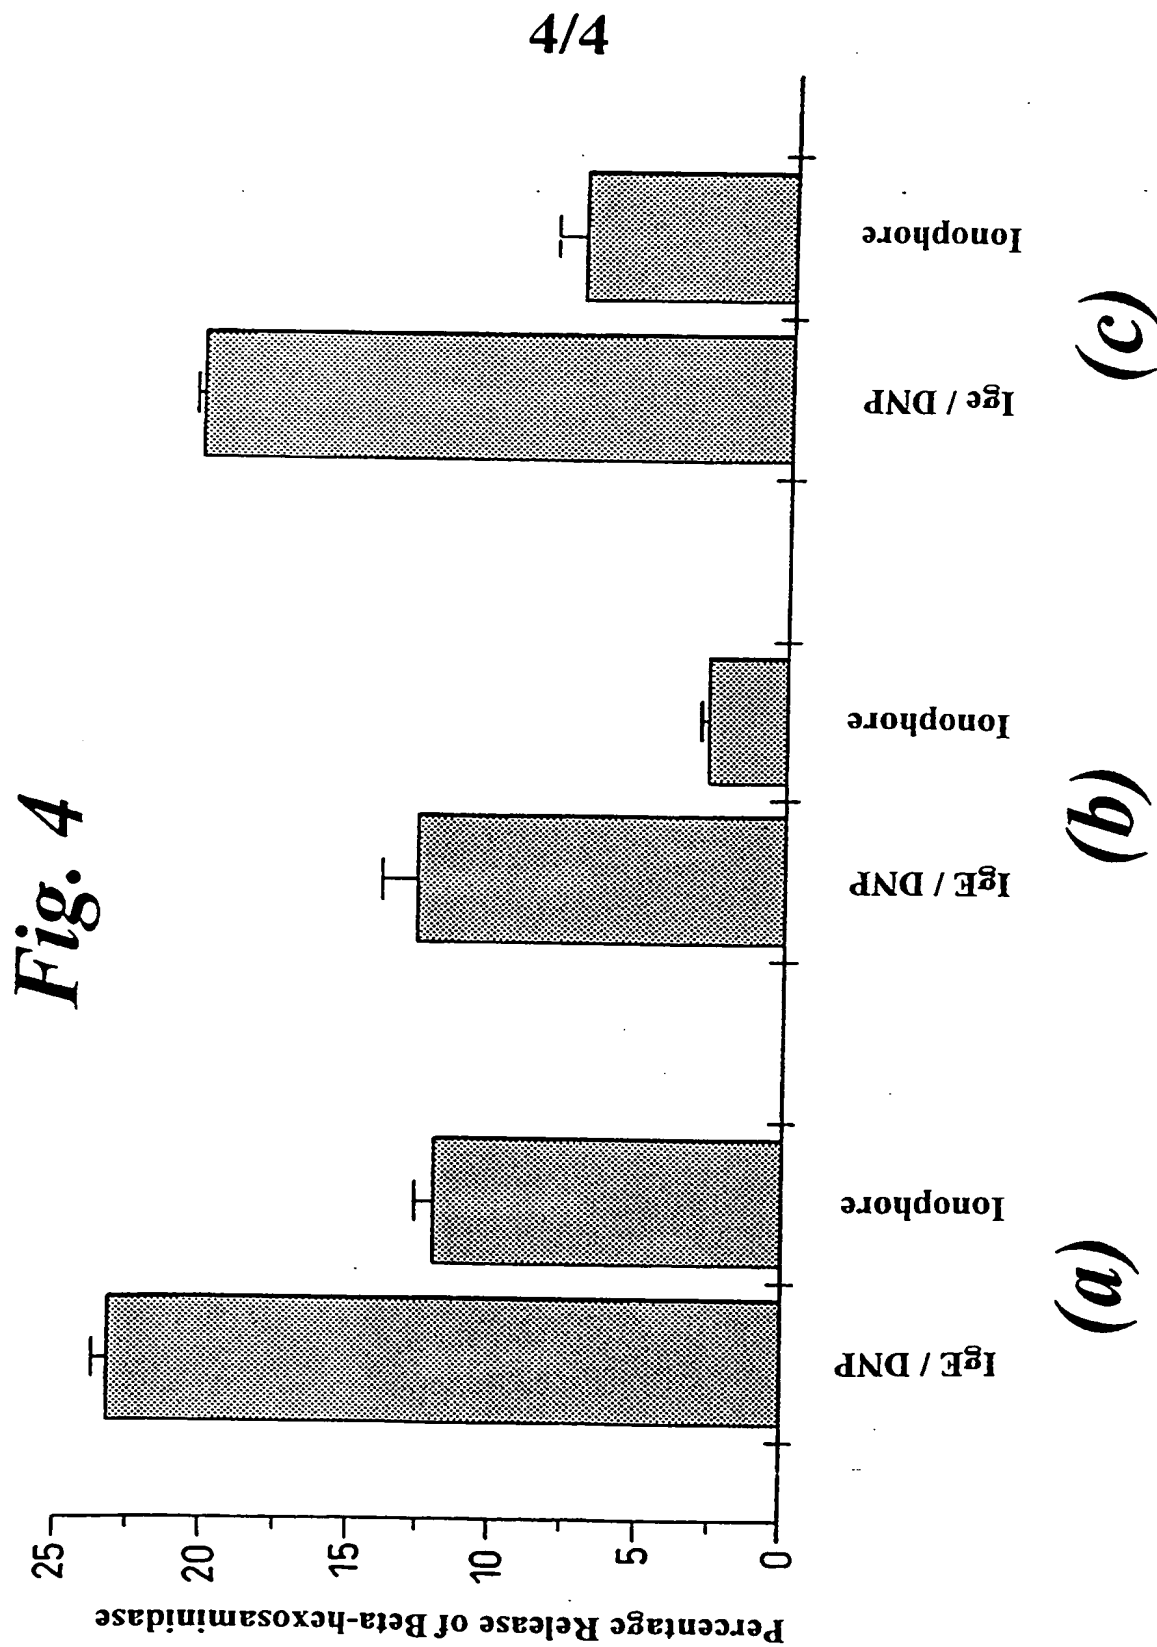 4/4
Fig. 4
Percentage Release of Beta-hexosaminidase
25
20
15
10
5
0
IgE / DNP
Ionophore
IgE / DNP
Ionophore
Ige / DNP
Ionophore
(a)
(b)
(c)